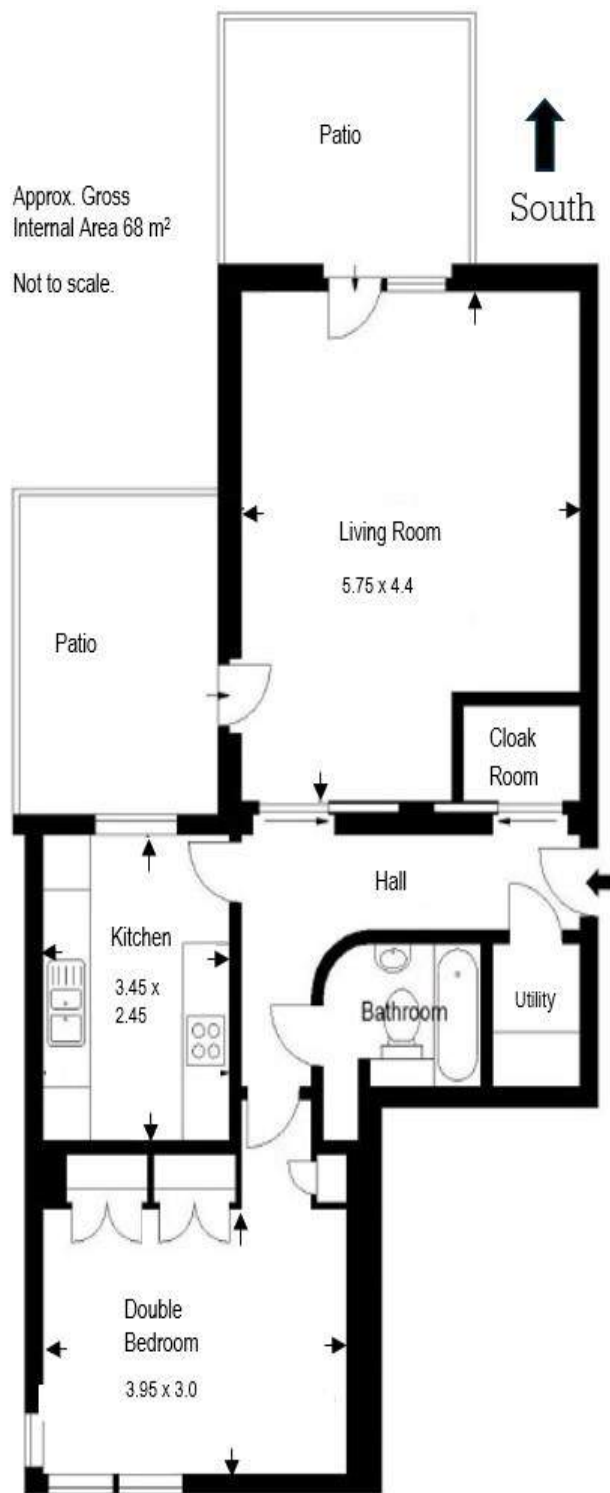 Patio
South
Approx. Gross
Internal Area 68 m²
Not to scale.
Living Room
5.75 x 4.4
Patio
Cloak
Room
Hall
Kitchen
3.45 x
2.45
Bathroom
Utility
Double
Bedroom
3.95 x 3.0